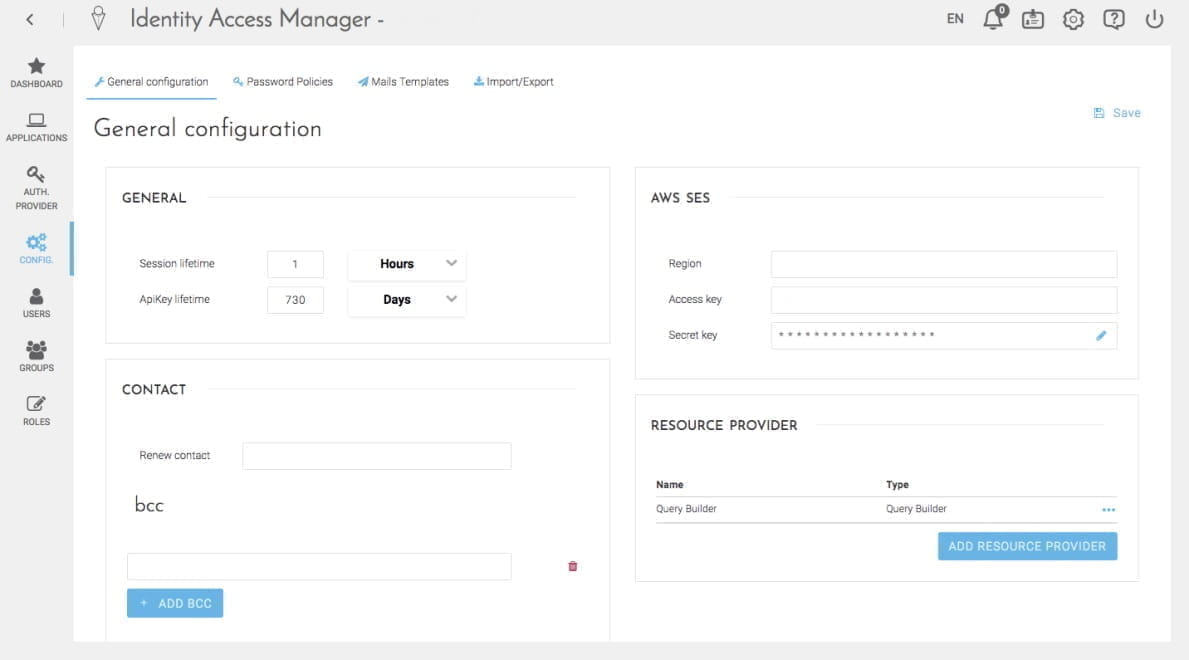 Identity Access Manager -
EN
0
DASHBOARD
APPLICATIONS
AUTH.
PROVIDER
CONFIG.
USERS
GROUPS
ROLES
General configuration
Password Policies
Mails Templates
Import/Export
Save
General configuration
GENERAL
Session lifetime 1 Hours
ApiKey lifetime 730 Days
CONTACT
Renew contact
bcc
+ ADD BCC
AWS SES
Region
Access key
Secret key * * * * * * * * * * * * * * * * * *
RESOURCE PROVIDER
Name Type
Query Builder Query Builder
ADD RESOURCE PROVIDER